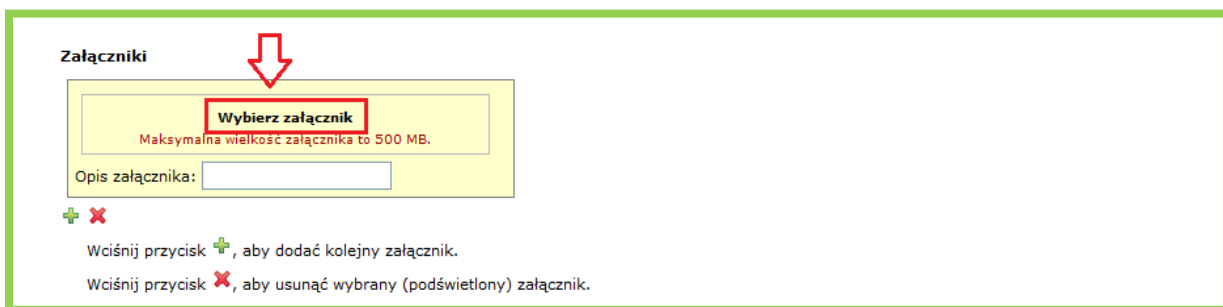 Załączniki
Wybierz załącznik
Maksymalna wielkość załącznika to 500 MB.
Opis załącznika:
Wciśnij przycisk , aby dodać kolejny załącznik.
Wciśnij przycisk , aby usunąć wybrany (podświetlony) załącznik.